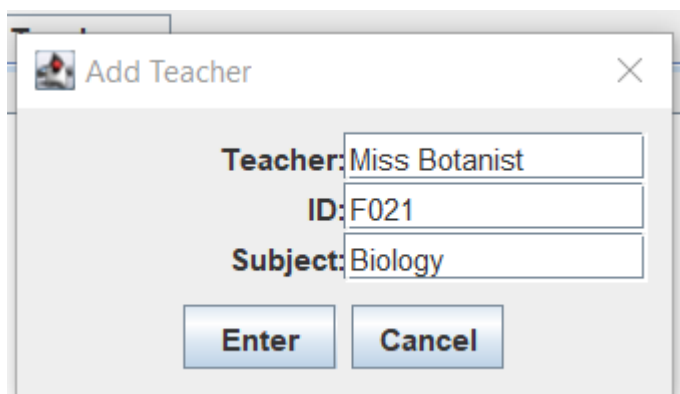 Add Teacher
Teacher: Miss Botanist
ID: F021
Subject: Biology
Enter Cancel